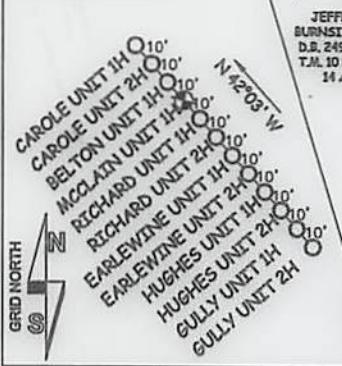 JEFF
BURNSI
D.B. 249
T.M. 10
14
N 42°03' W
CAROLE UNIT 1H
10'
CAROLE UNIT 2H
10'
BELTON UNIT 1H
10'
MCCLAIN UNIT 1H
10'
RICHARD UNIT 1H
10'
RICHARD UNIT 2H
10'
EARLEWINE UNIT 1H
10'
EARLEWINE UNIT 2H
10'
HUGHES UNIT 1H
10'
HUGHES UNIT 2H
10'
GULLY UNIT 1H
10'
GULLY UNIT 2H
GRID NORTH
N
S